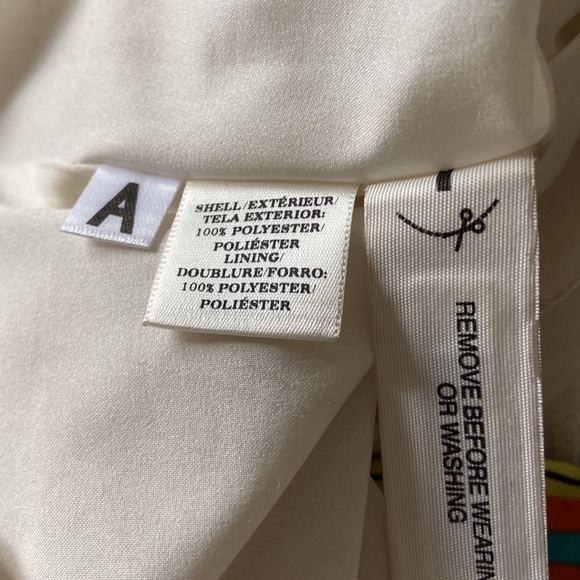 A
SHELL/EXTÉRIEUR/
TELA EXTERIOR:
100% POLYESTER/
POLIÉSTER
LINING/
DOUBLURE/FORRO:
100% POLYESTER/
POLIÉSTER
REMOVE BEFORE WEARIN
OR WASHING